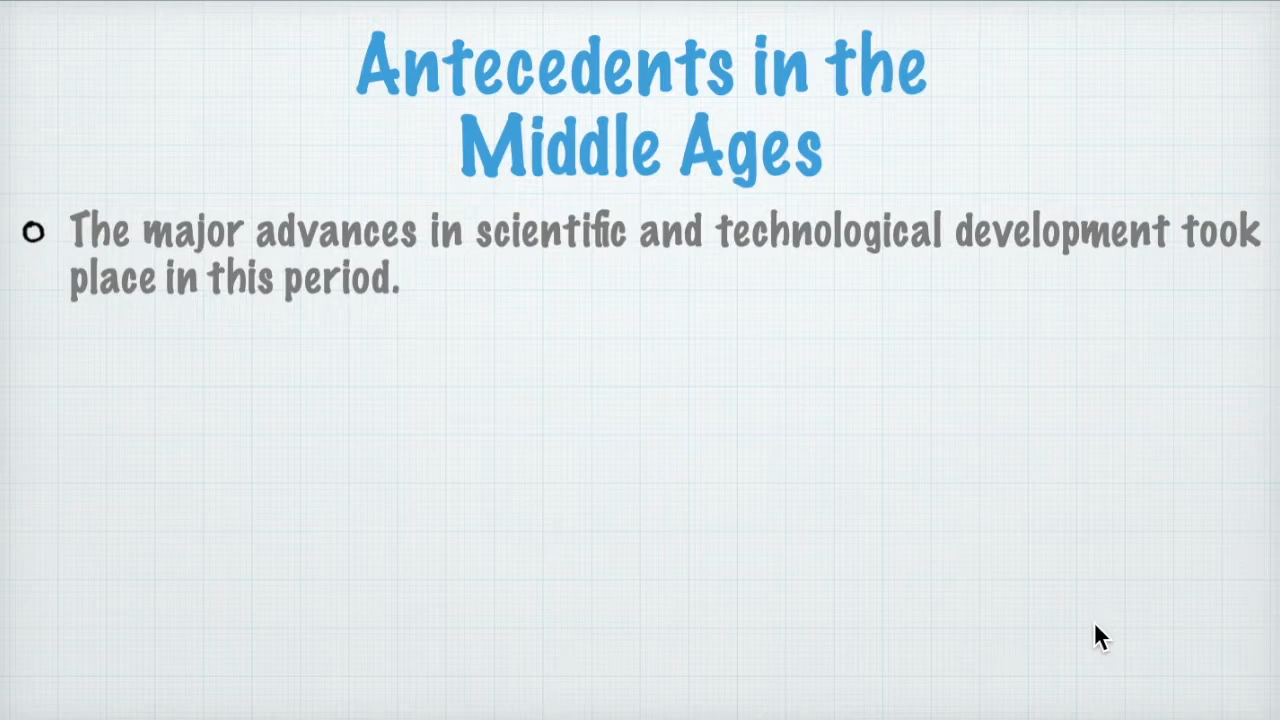 Antecedents in the
Middle Ages
The major advances in scientific and technological development took
place in this period.